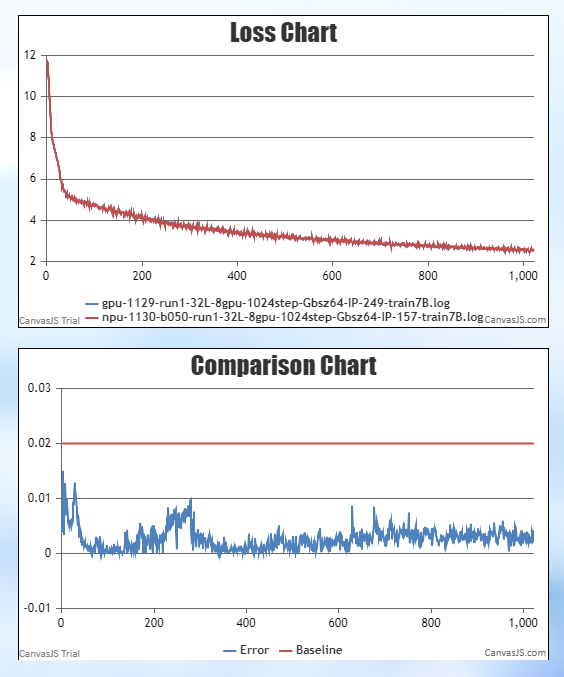 Loss Chart
12
10
8
6
4
2
0 200 400 600 800 1,000
gpu-1129-run1-32L-8gpu-1024step-Gbsz64-IP-249-train7B.log
npu-1130-b050-run1-32L-8gpu-1024step-Gbsz64-IP-157-train7B.log
CanvasJS Trial CanvasJS.com
Comparison Chart
0.03
0.02
0.01
0
-0.01
0 200 400 600 800 1,000
Error Baseline
CanvasJS Trial CanvasJS.com